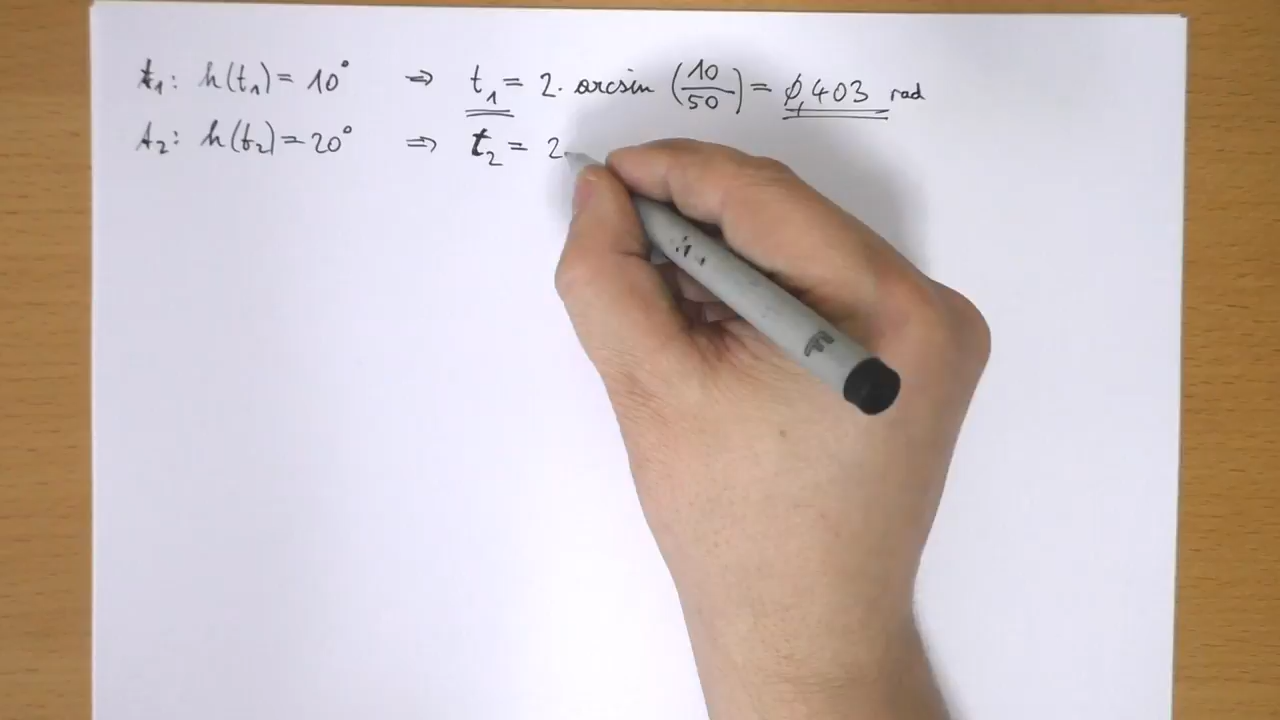 t₁: h(t₁) = 10° ⇒ t₁ = 2 · arcsin (10/50) = 0,403 rad
t₂: h(t₂) = 20° ⇒ t₂ = 2
F